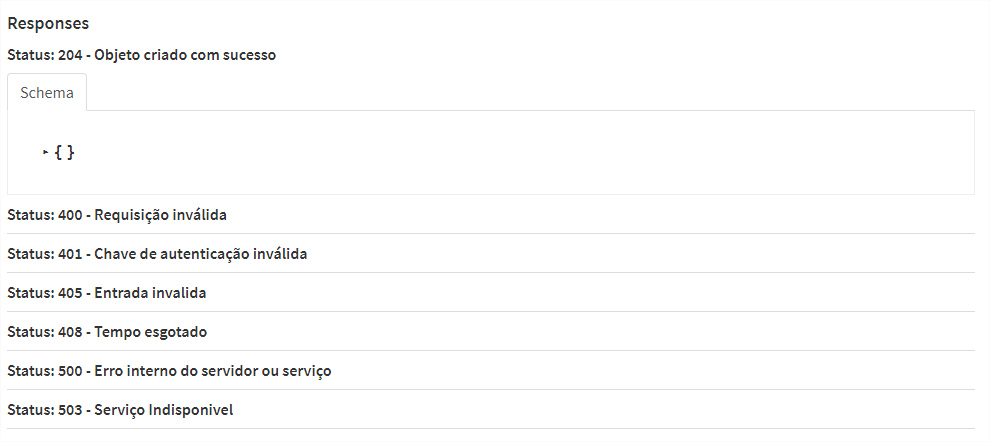 Responses
Status: 204 - Objeto criado com sucesso
Schema
{ }
Status: 400 - Requisição inválida
Status: 401 - Chave de autenticação inválida
Status: 405 - Entrada invalida
Status: 408 - Tempo esgotado
Status: 500 - Erro interno do servidor ou serviço
Status: 503 - Serviço Indisponivel